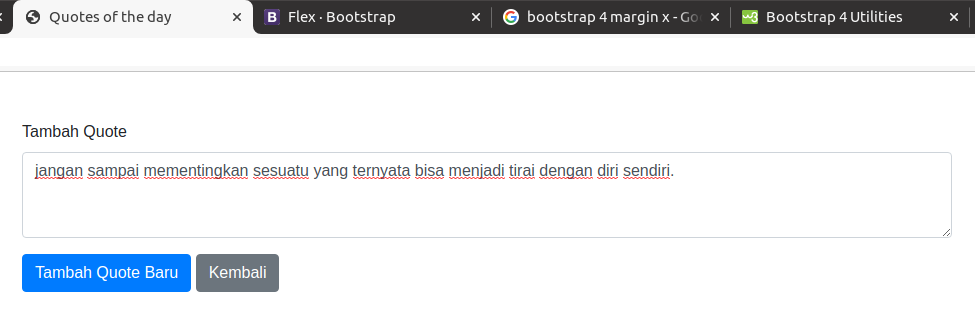 Quotes of the day
B Flex · Bootstrap
bootstrap 4 margin x - Go
w3 Bootstrap 4 Utilities
Tambah Quote
jangan sampai mementingkan sesuatu yang ternyata bisa menjadi tirai dengan diri sendiri.
Tambah Quote Baru
Kembali